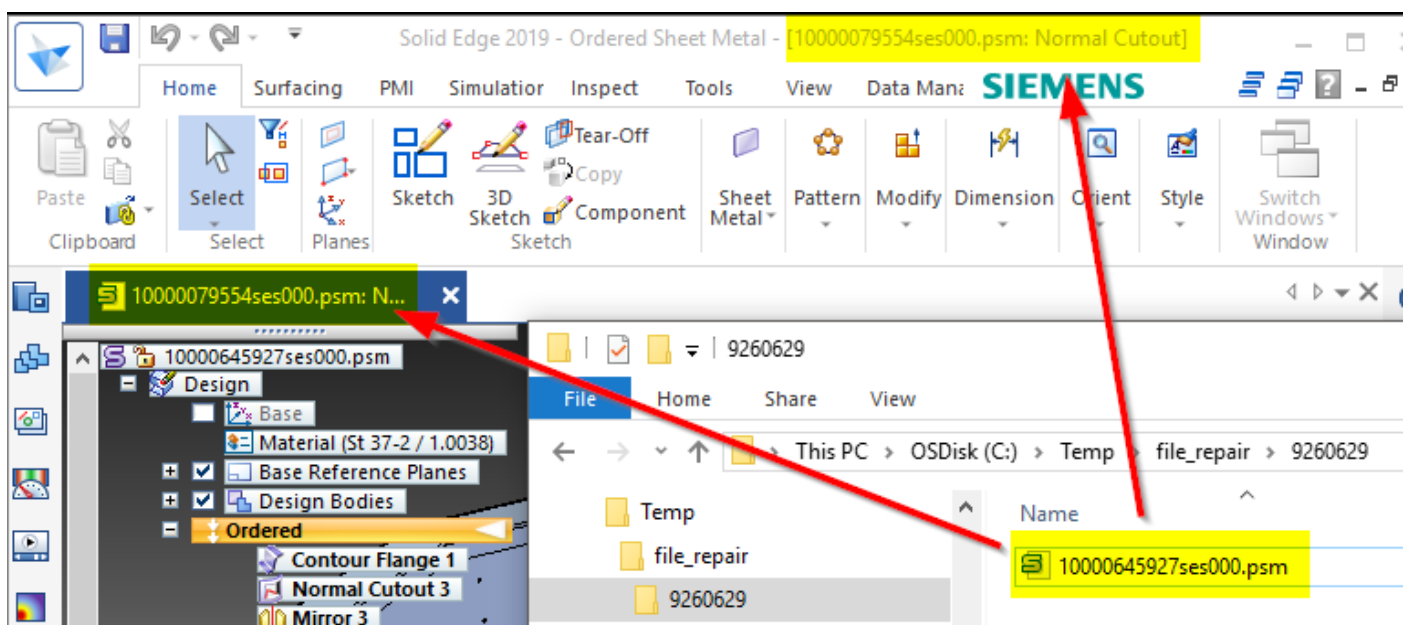 Solid Edge 2019 - Ordered Sheet Metal - [10000079554ses000.psm: Normal Cutout]
Home Surfacing PMI Simulation Inspect Tools View Data Mana SIEMENS
Paste
Clipboard
Select
Select
Planes
Sketch
3D Sketch
Tear-Off
Copy
Component
Sketch
Sheet Metal
Pattern
Modify
Dimension
Orient
Style
Switch Windows
Window
10000079554ses000.psm: N...
10000645927ses000.psm
Design
Base
Material (St 37-2 / 1.0038)
Base Reference Planes
Design Bodies
Ordered
Contour Flange 1
Normal Cutout 3
Mirror 3
9260629
File Home Share View
This PC > OSDisk (C:) > Temp > file_repair > 9260629
Temp
file_repair
9260629
Name
10000645927ses000.psm